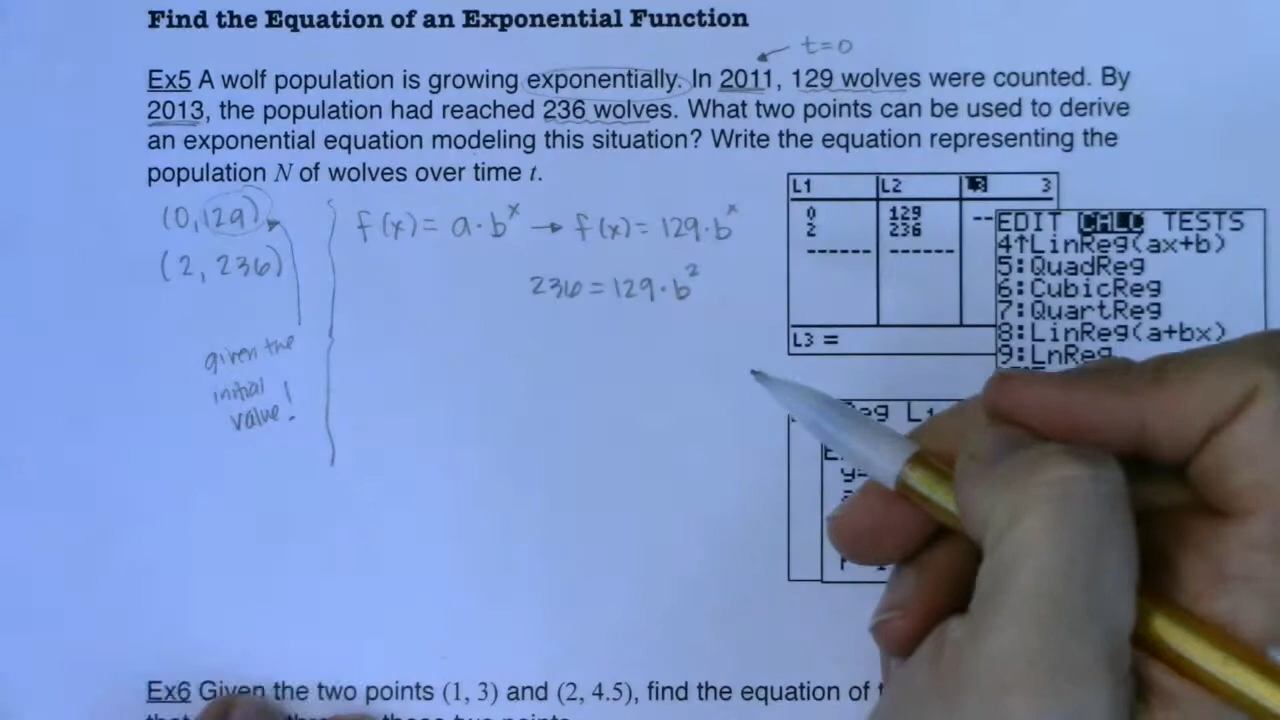 Find the Equation of an Exponential Function
t=0
Ex5 A wolf population is growing exponentially. In 2011, 129 wolves were counted. By
2013, the population had reached 236 wolves. What two points can be used to derive
an exponential equation modeling this situation? Write the equation representing the
population N of wolves over time t.
(0,129)
(2,236)
given the
initial
value!
f(x) = a·b^x → f(x) = 129·b^x
236 = 129·b^2
L1 L2 L3 3
0 129 --
2 236
------ ------
L3 =
EDIT CALC TESTS
4↑LinReg(ax+b)
5:QuadReg
6:CubicReg
7:QuartReg
8:LinReg(a+bx)
9:LnReg
Ex6 Given the two points (1, 3) and (2, 4.5), find the equation of
these two points